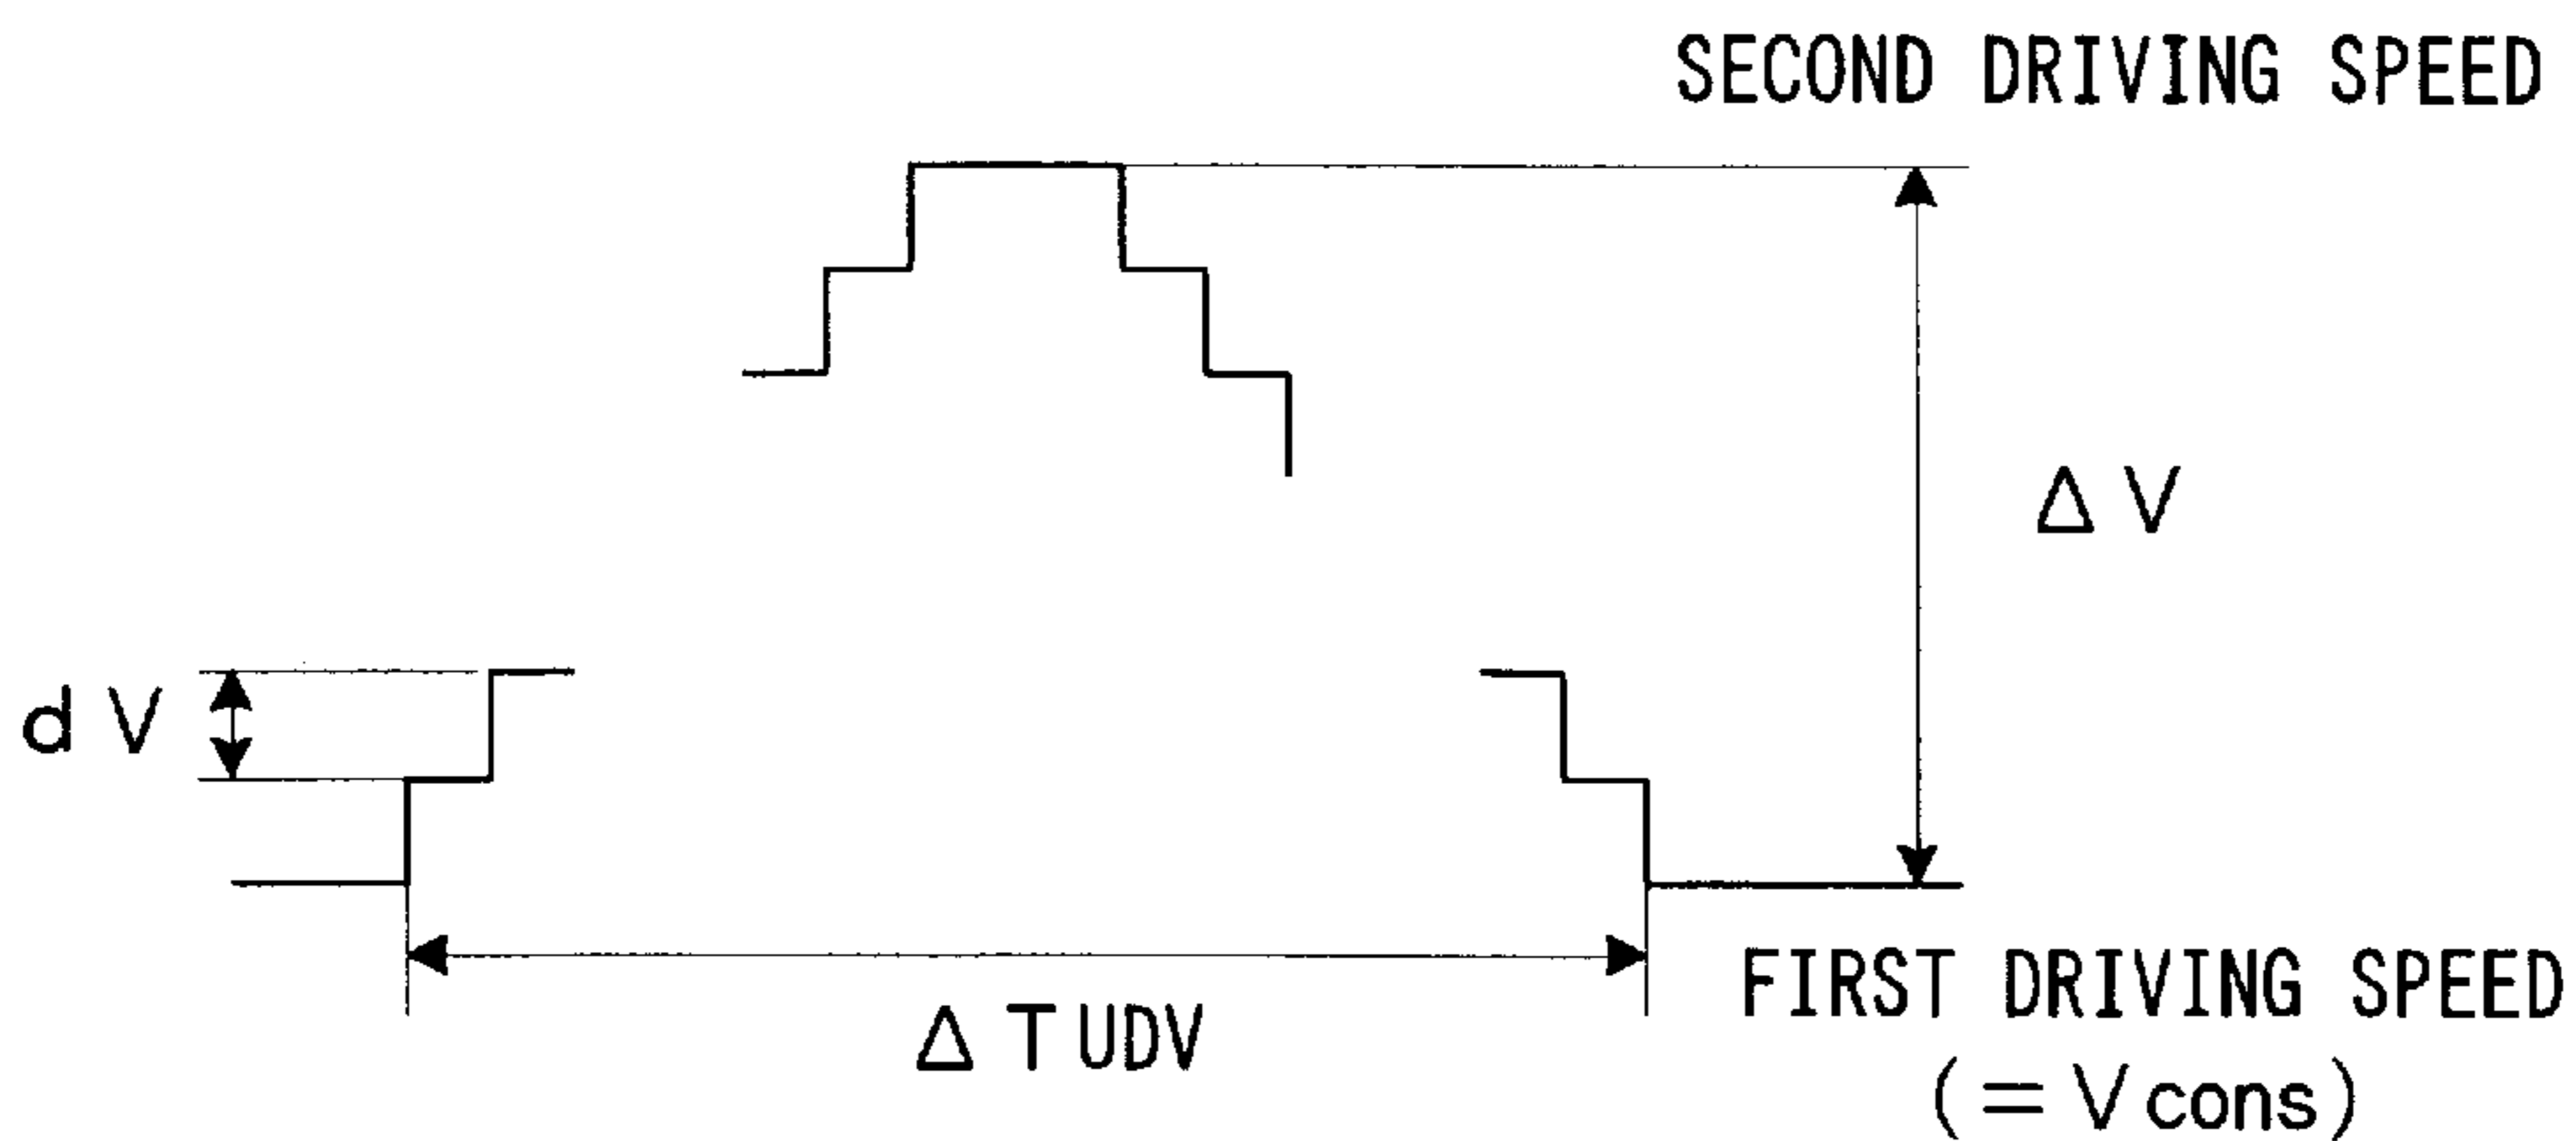 SECOND DRIVING SPEED
ΔV
dV
FIRST DRIVING SPEED
ΔTUDV
(=Vcons)